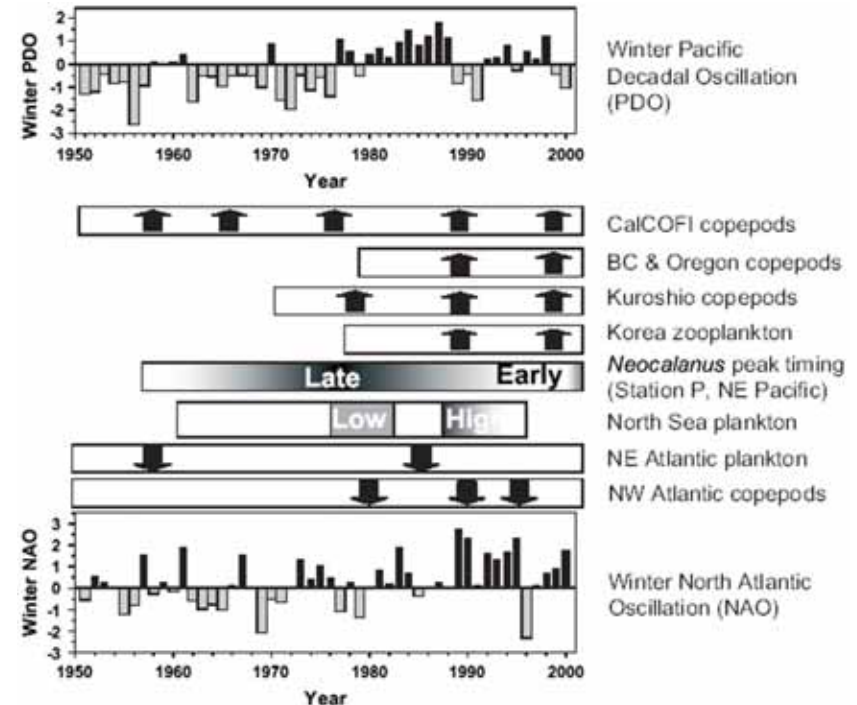 Winter PDO
2
1
0
-1
-2
-3
1950 1960 1970 1980 1990 2000
Year
Winter Pacific
Decadal Oscillation
(PDO)
CalCOFI copepods
BC & Oregon copepods
Kuroshio copepods
Korea zooplankton
Late Early
Neocalanus peak timing
(Station P, NE Pacific)
Low High
North Sea plankton
NE Atlantic plankton
NW Atlantic copepods
Winter NAO
3
2
1
0
-1
-2
-3
1950 1960 1970 1980 1990 2000
Year
Winter North Atlantic
Oscillation (NAO)